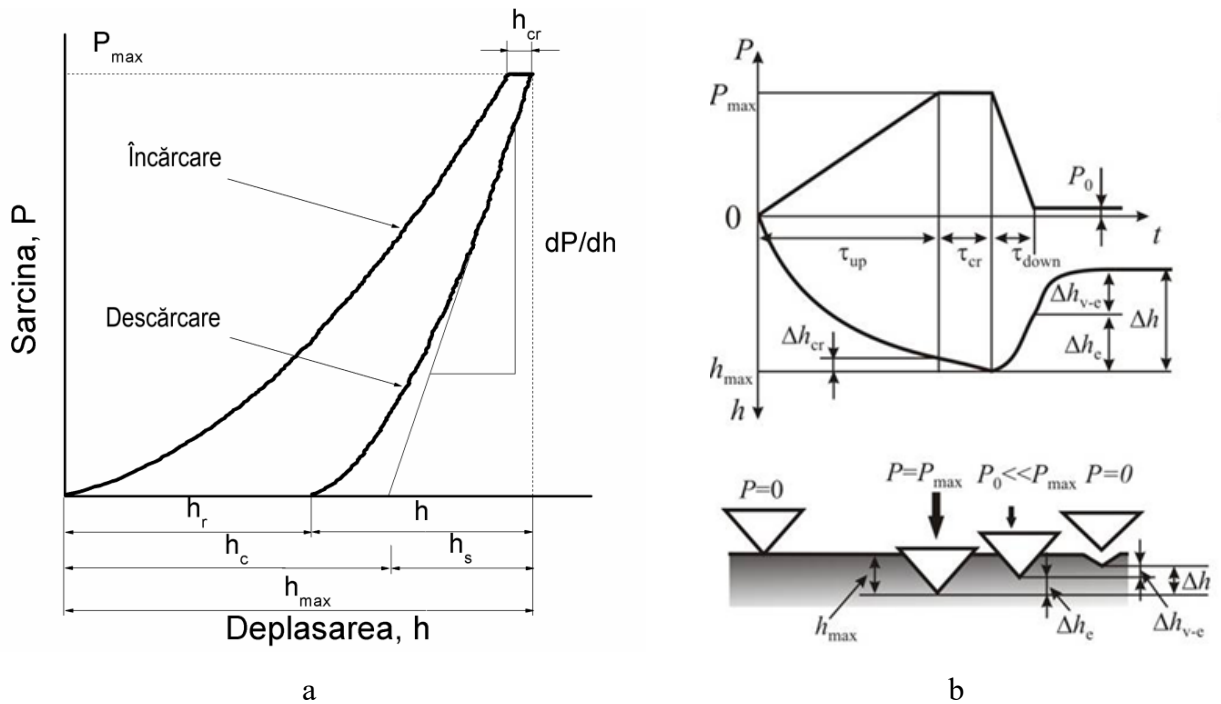 h_cr
P_max
Încărcare
dP/dh
Descărcare
Sarcina, P
h_r
h
h_c
h_s
h_max
Deplasarea, h
a
P
P_max
P_0
0
t
τ_up
τ_cr
τ_down
Δh_v-e
Δh
Δh_cr
Δh_e
h_max
h
P=0
P=P_max
P_0<<P_max
P=0
Δh
h_max
Δh_e
Δh_v-e
b